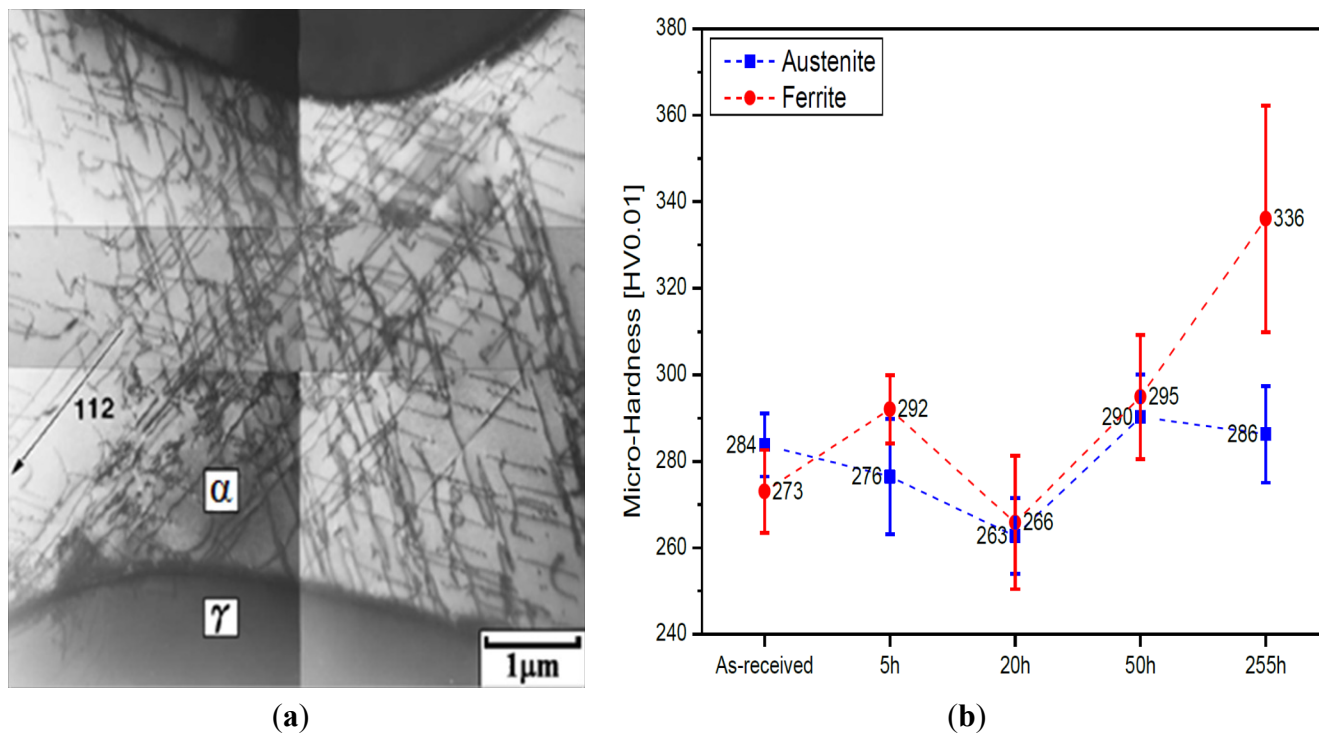 112
α
γ
1μm
(a)
380
360
340
320
300
280
260
240
Micro-Hardness [HV0.01]
Austenite
Ferrite
284
273
292
276
263
266
290
295
336
286
As-received
5h
20h
50h
255h
(b)